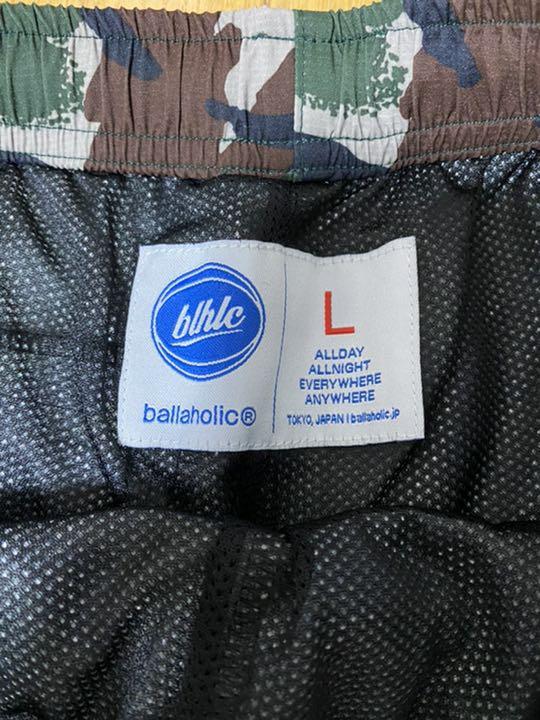 blhlc
ballaholic®
L
ALLDAY
ALLNIGHT
EVERYWHERE
ANYWHERE
TOKYO, JAPAN | ballaholic.jp